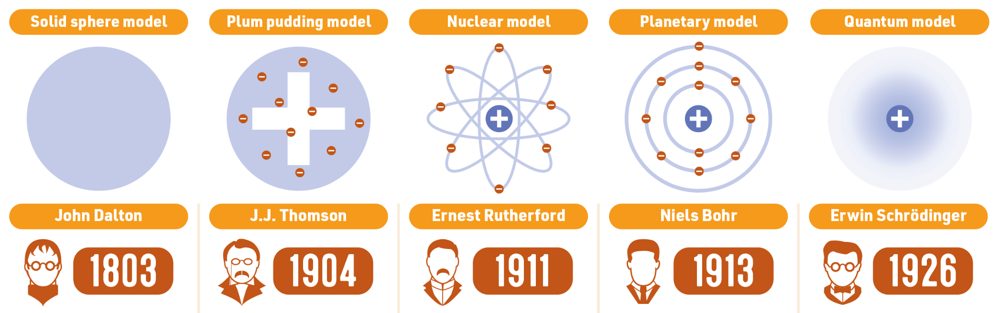 Solid sphere model
Plum pudding model
Nuclear model
Planetary model
Quantum model
John Dalton
J.J. Thomson
Ernest Rutherford
Niels Bohr
Erwin Schrödinger
1803
1904
1911
1913
1926